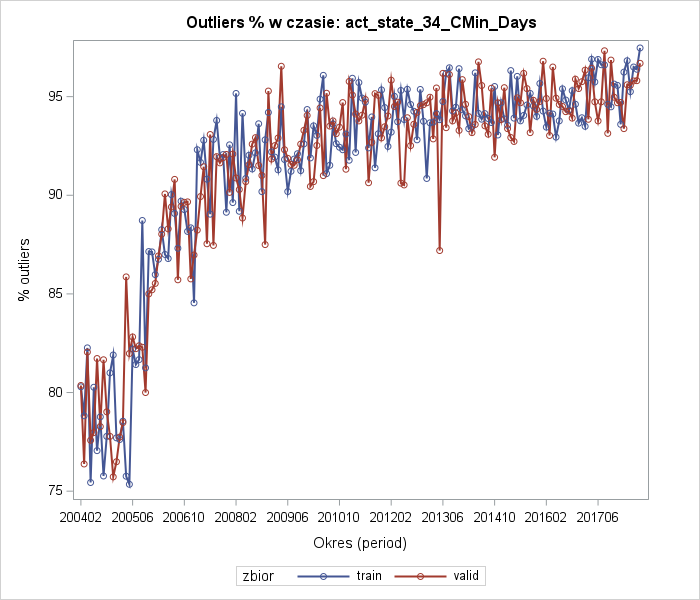 Outliers % w czasie: act_state_34_CMin_Days
% outliers
95
90
85
80
75
200402 200506 200610 200802 200906 201010 201202 201306 201410 201602 201706
Okres (period)
zbior train valid